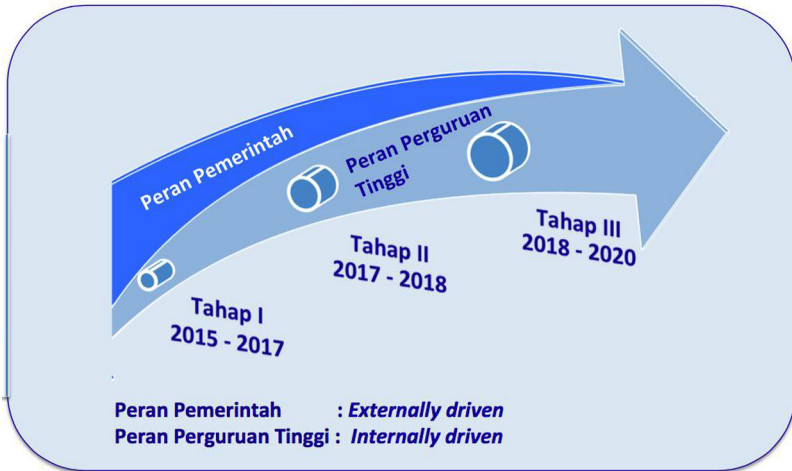 Peran Pemerintah
Peran Perguruan
Tinggi
Tahap I
2015 - 2017
Tahap II
2017 - 2018
Tahap III
2018 - 2020
Peran Pemerintah : Externally driven
Peran Perguruan Tinggi : Internally driven